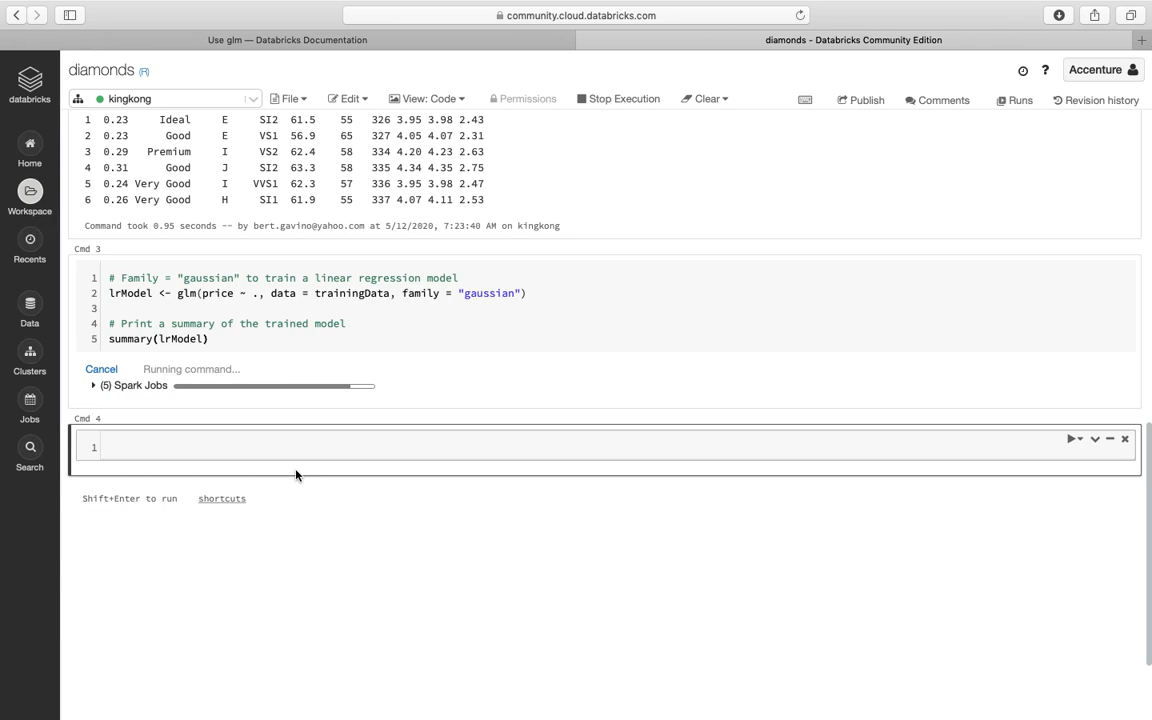 community.cloud.databricks.com
Use glm — Databricks Documentation
diamonds - Databricks Community Edition
databricks
Home
Workspace
Recents
Data
Clusters
Jobs
Search
diamonds (R)
? Accenture
kingkong
File
Edit
View: Code
Permissions
Stop Execution
Clear
Publish
Comments
Runs
Revision history
1 0.23 Ideal E SI2 61.5 55 326 3.95 3.98 2.43
2 0.23 Good E VS1 56.9 65 327 4.05 4.07 2.31
3 0.29 Premium I VS2 62.4 58 334 4.20 4.23 2.63
4 0.31 Good J SI2 63.3 58 335 4.34 4.35 2.75
5 0.24 Very Good I VVS1 62.3 57 336 3.95 3.98 2.47
6 0.26 Very Good H SI1 61.9 55 337 4.07 4.11 2.53
Command took 0.95 seconds -- by bert.gavino@yahoo.com at 5/12/2020, 7:23:40 AM on kingkong
Cmd 3
1 # Family = "gaussian" to train a linear regression model
2 lrModel <- glm(price ~ ., data = trainingData, family = "gaussian")
3
4 # Print a summary of the trained model
5 summary(lrModel)
Cancel Running command...
(5) Spark Jobs
Cmd 4
1
Shift+Enter to run shortcuts